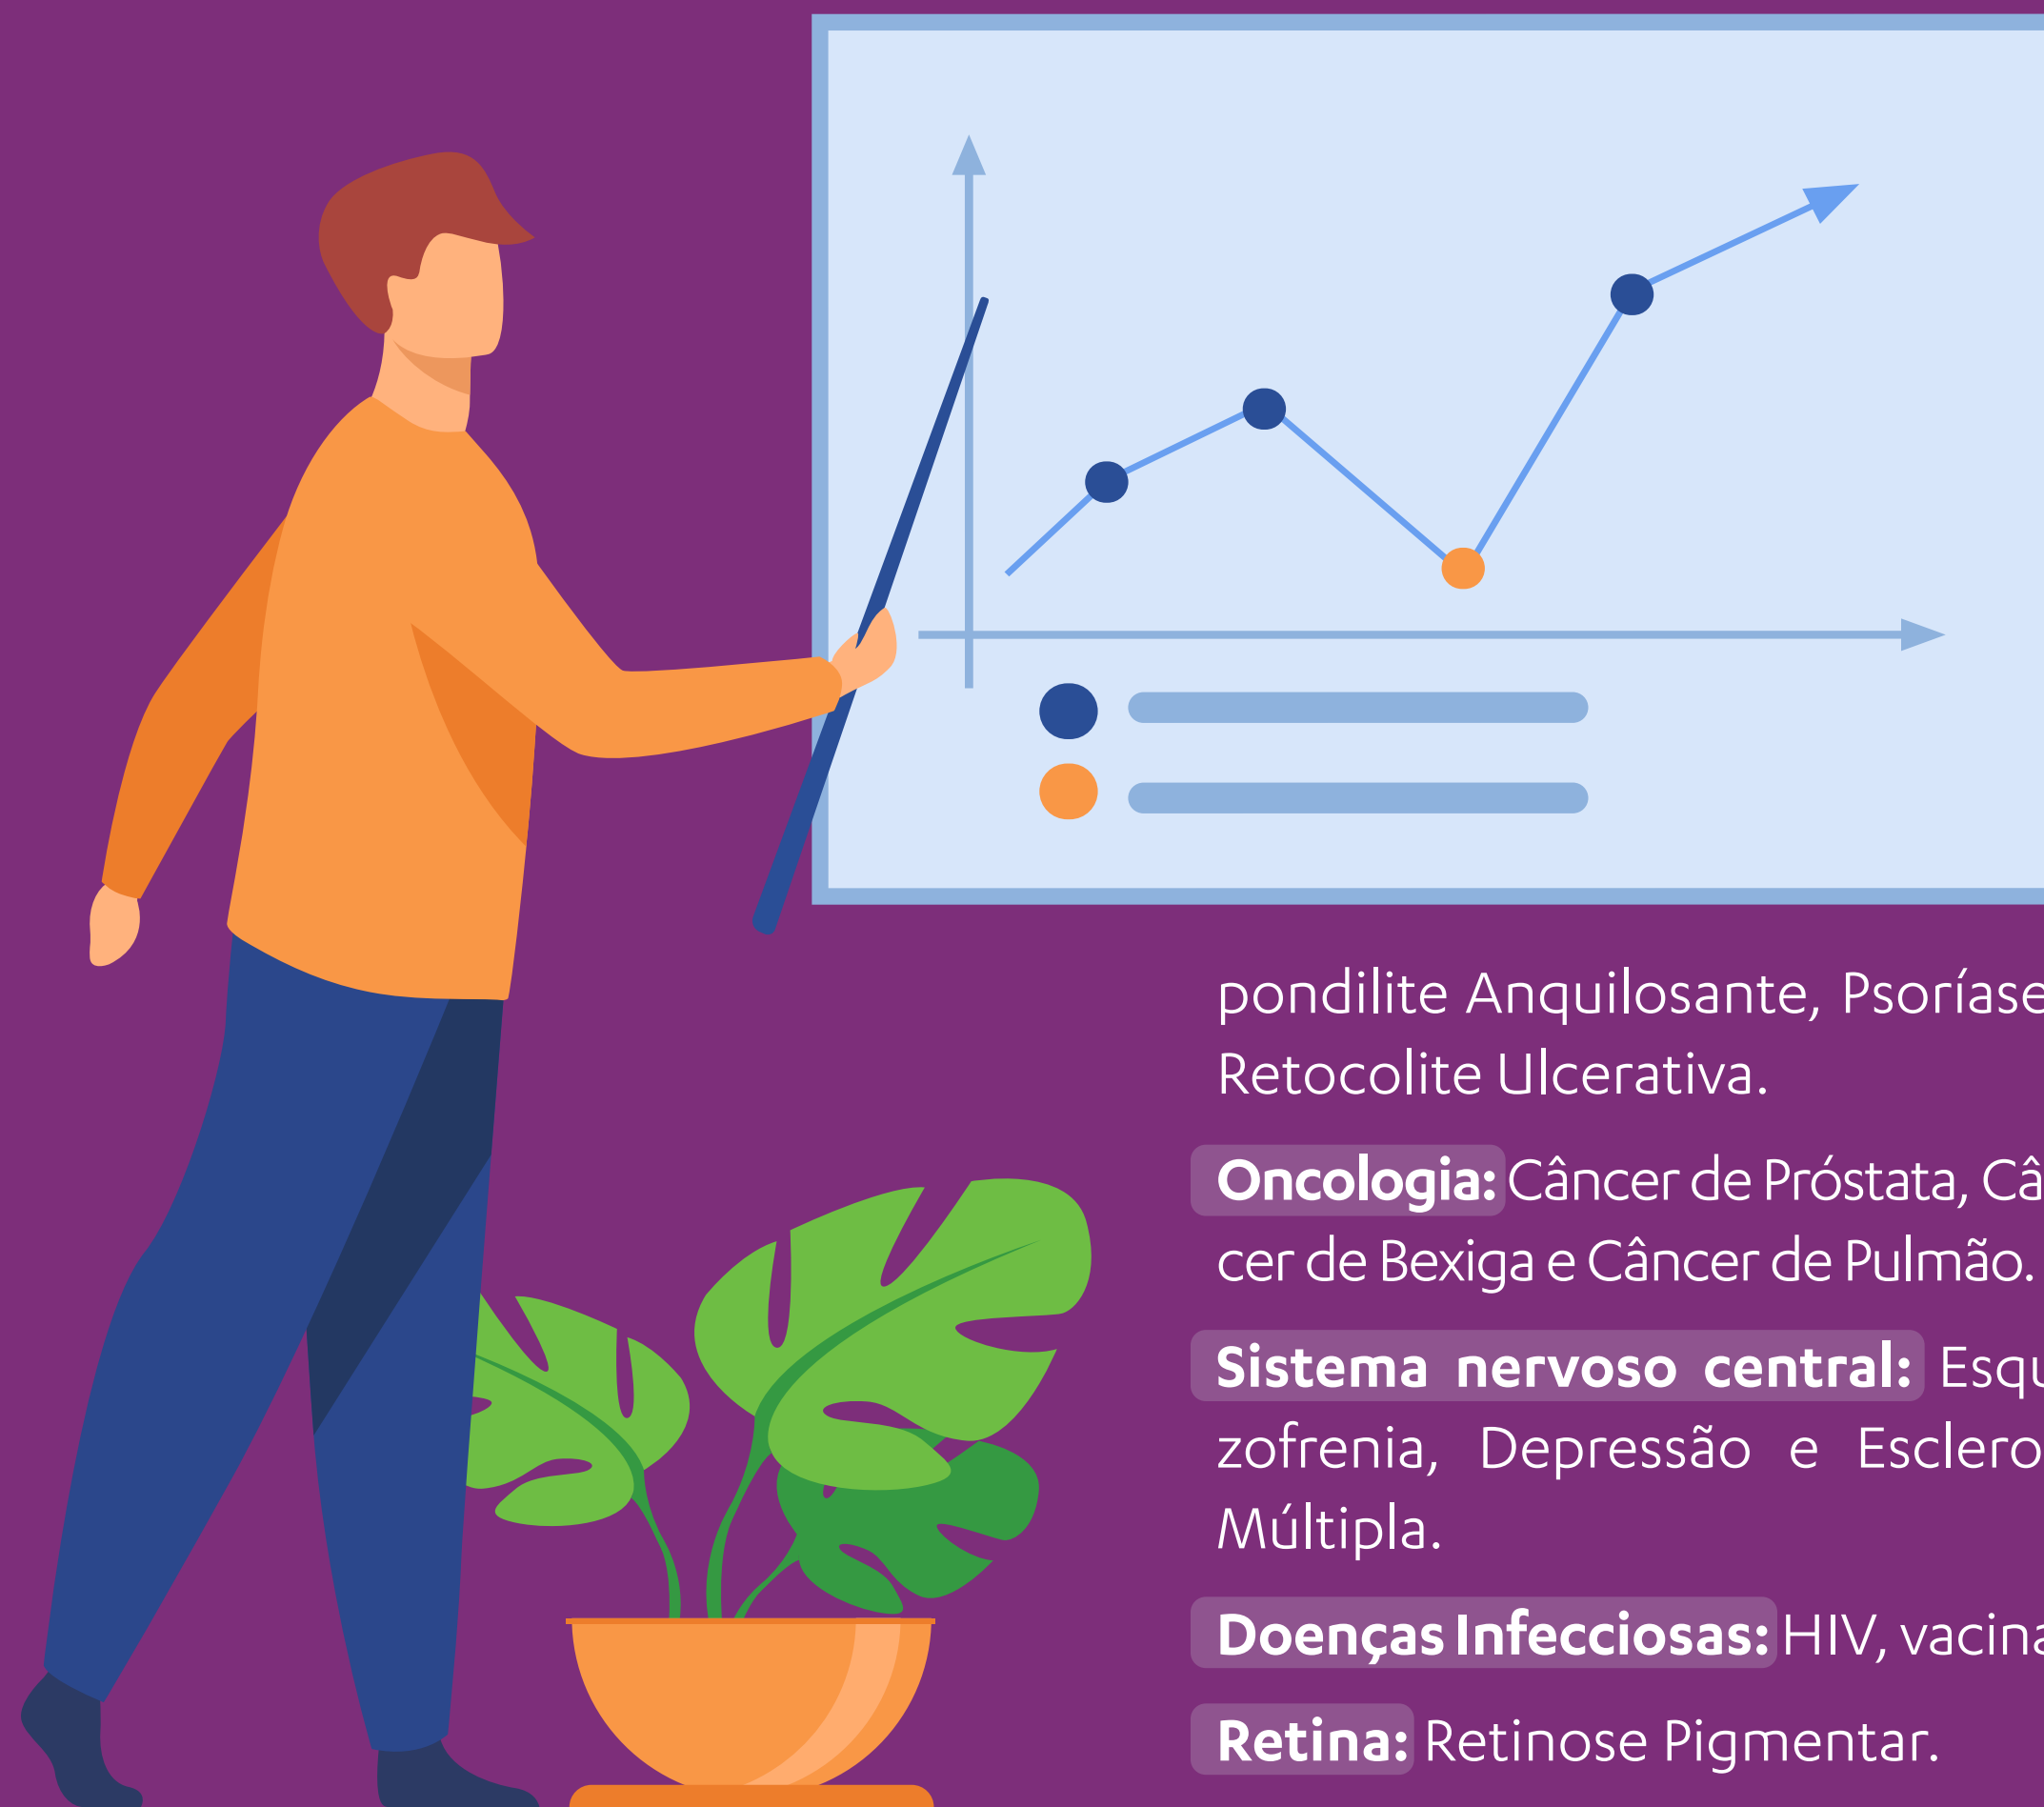 pondilite Anquilosante, Psoríase
Retocolite Ulcerativa.
Oncologia: Câncer de Próstata, Câ
cer de Bexiga e Câncer de Pulmão.
Sistema nervoso central: Esqu
zofrenia, Depressão e Esclero
Múltipla.
Doenças Infecciosas: HIV, vacina
Retina: Retinose Pigmentar.